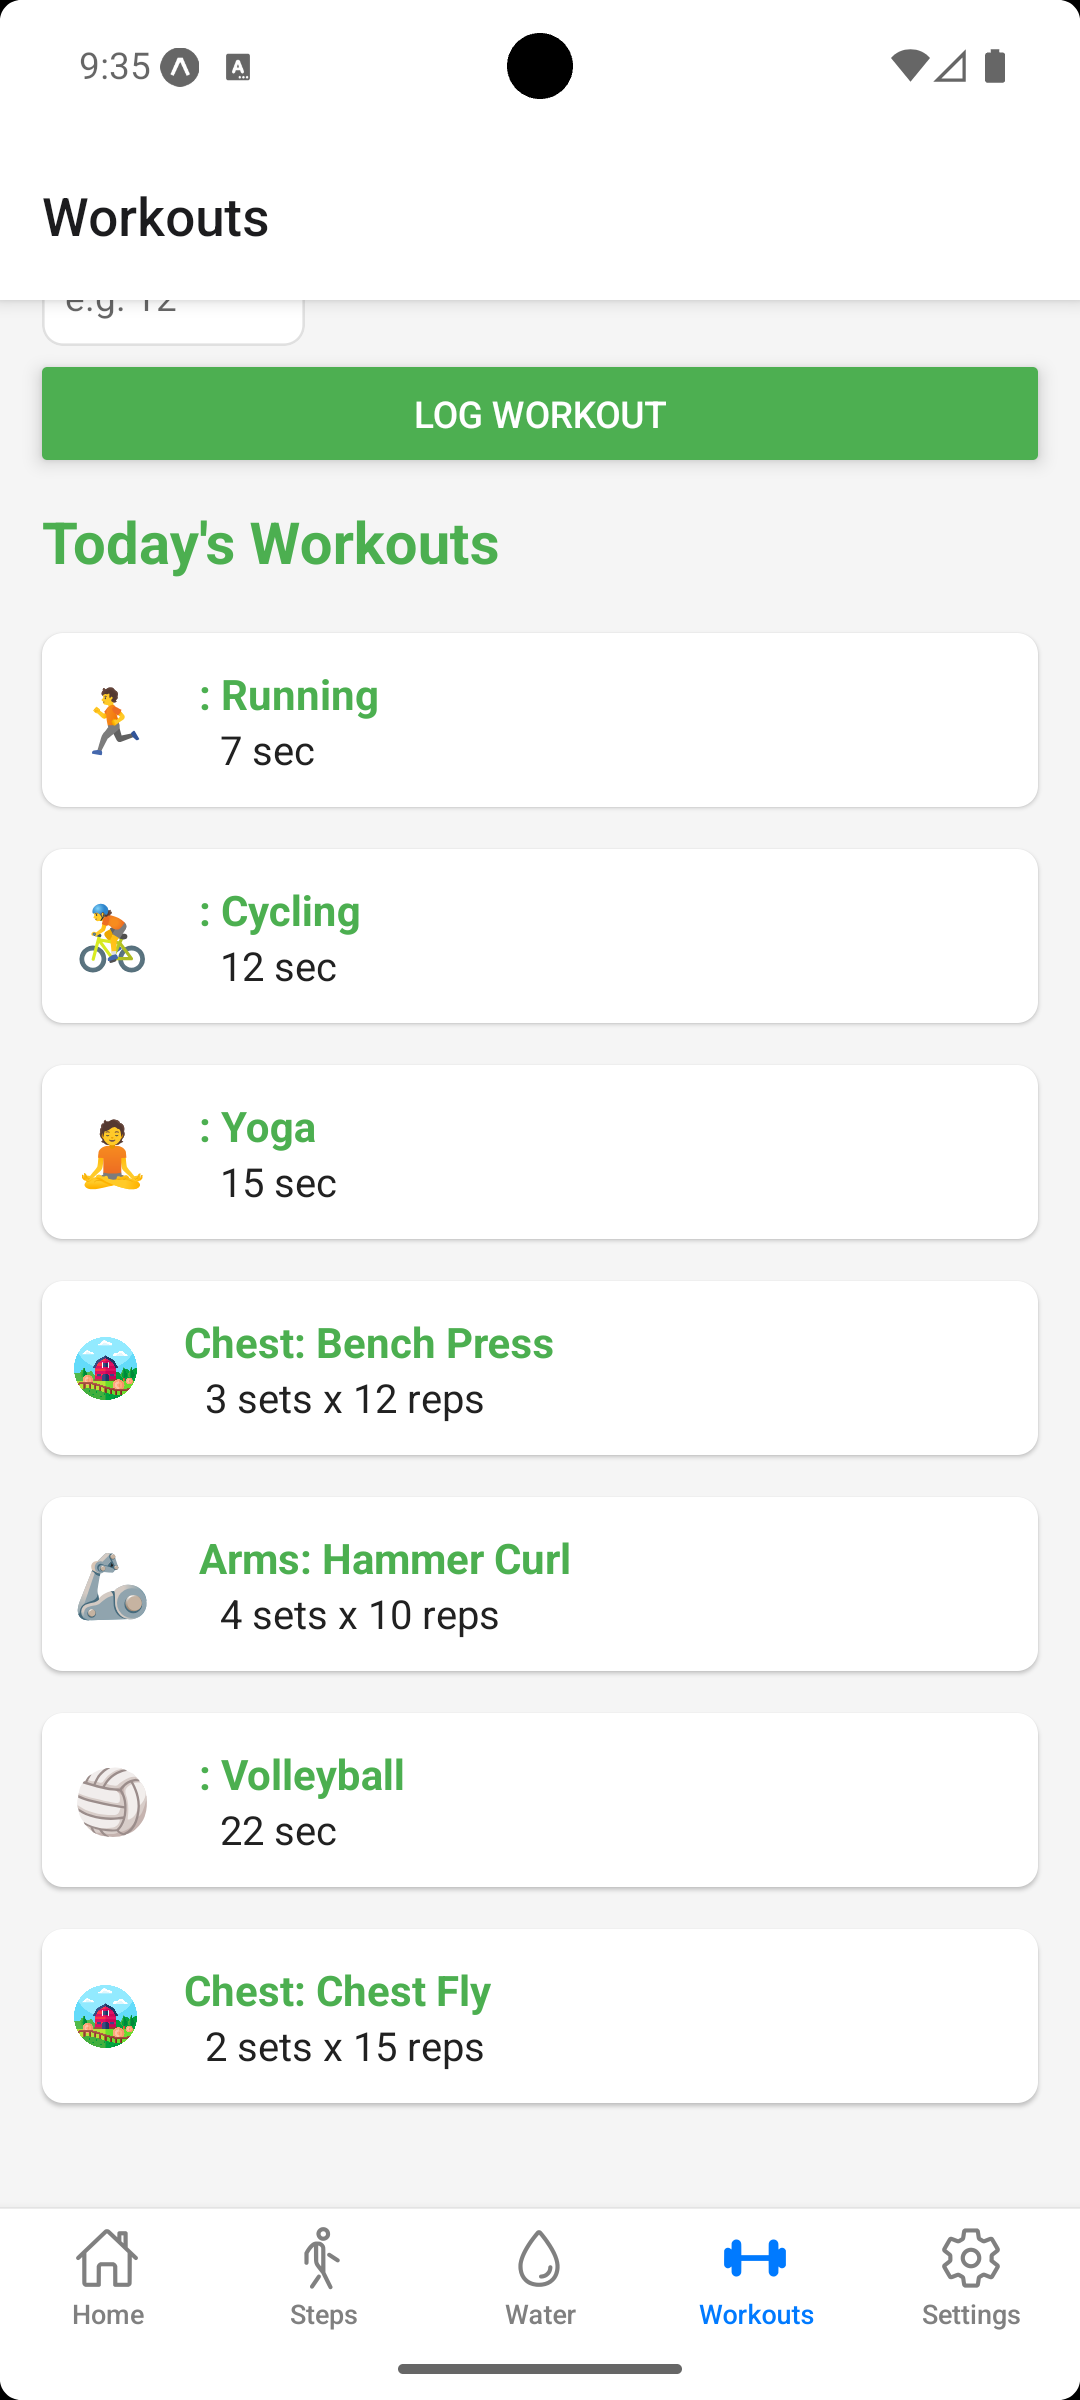 9:35
Workouts
e.g. 12
LOG WORKOUT
Today's Workouts
: Running
7 sec
: Cycling
12 sec
: Yoga
15 sec
Chest: Bench Press
3 sets x 12 reps
Arms: Hammer Curl
4 sets x 10 reps
: Volleyball
22 sec
Chest: Chest Fly
2 sets x 15 reps
Home
Steps
Water
Workouts
Settings